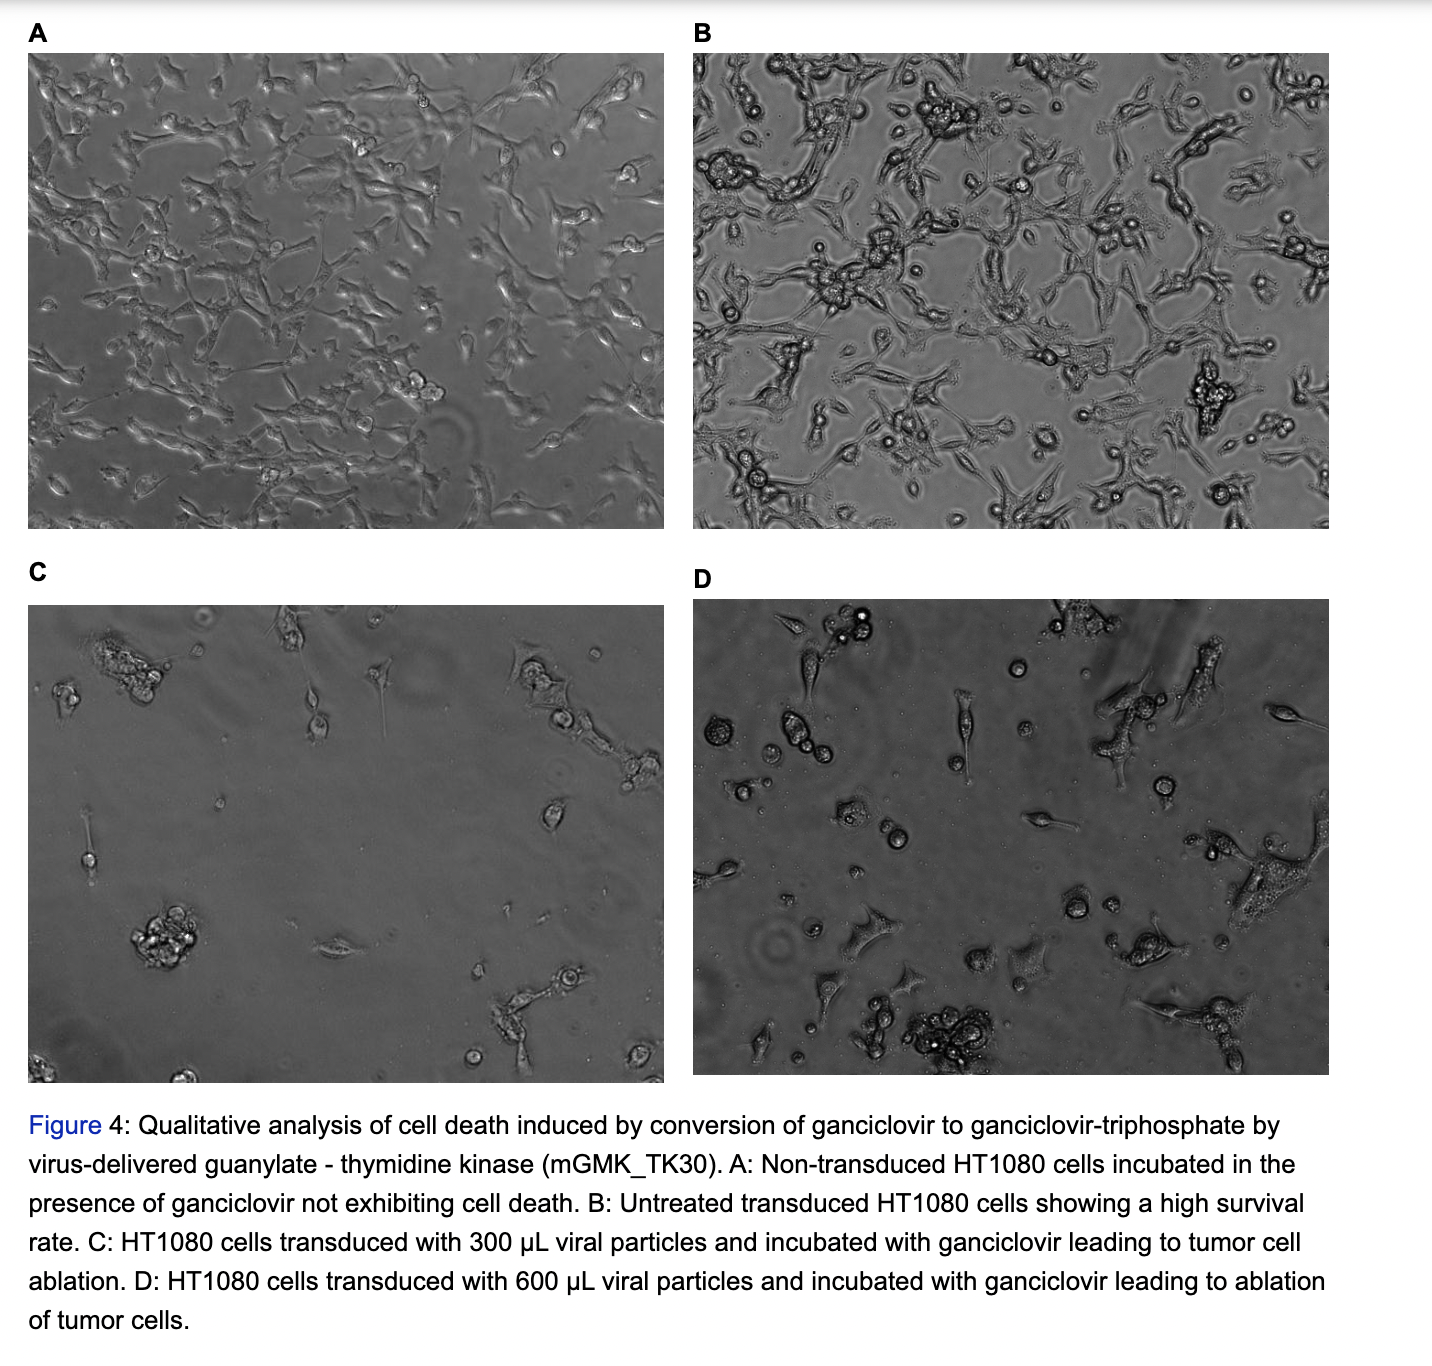 A
B
C
D
Figure 4: Qualitative analysis of cell death induced by conversion of ganciclovir to ganciclovir-triphosphate by
virus-delivered guanylate - thymidine kinase (mGMK_TK30). A: Non-transduced HT1080 cells incubated in the
presence of ganciclovir not exhibiting cell death. B: Untreated transduced HT1080 cells showing a high survival
rate. C: HT1080 cells transduced with 300 µL viral particles and incubated with ganciclovir leading to tumor cell
ablation. D: HT1080 cells transduced with 600 µL viral particles and incubated with ganciclovir leading to ablation
of tumor cells.